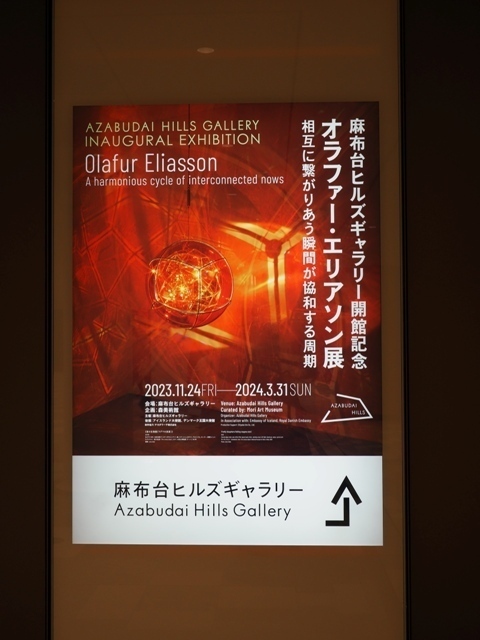 AZABUDAI HILLS GALLERY
INAUGURAL EXHIBITION
Olafur Eliasson
A harmonious cycle of interconnected nows
麻布台ヒルズギャラリー開館記念
オラファー・エリアソン展
相互に繋がりあう瞬間が協和する周期
2023.11.24FRI—2024.3.31SUN
会場:麻布台ヒルズギャラリー
企画:森美術館
Venue: Azabudai Hills Gallery
Curated by: Mori Art Museum
AZABUDAI
HILLS
麻布台ヒルズギャラリー
Azabudai Hills Gallery